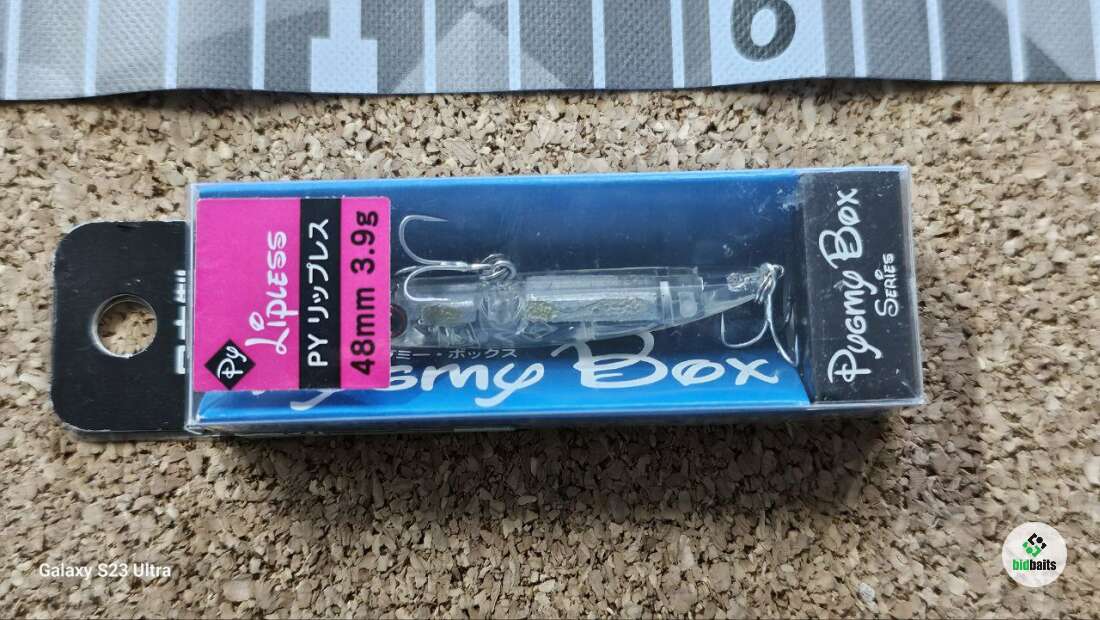 6
Py
Lipless
PY リップレス
48mm 3.9g
ミー・ボックス
gmy Box
Pygmy Box
Series
Galaxy S23 Ultra
bidbaits